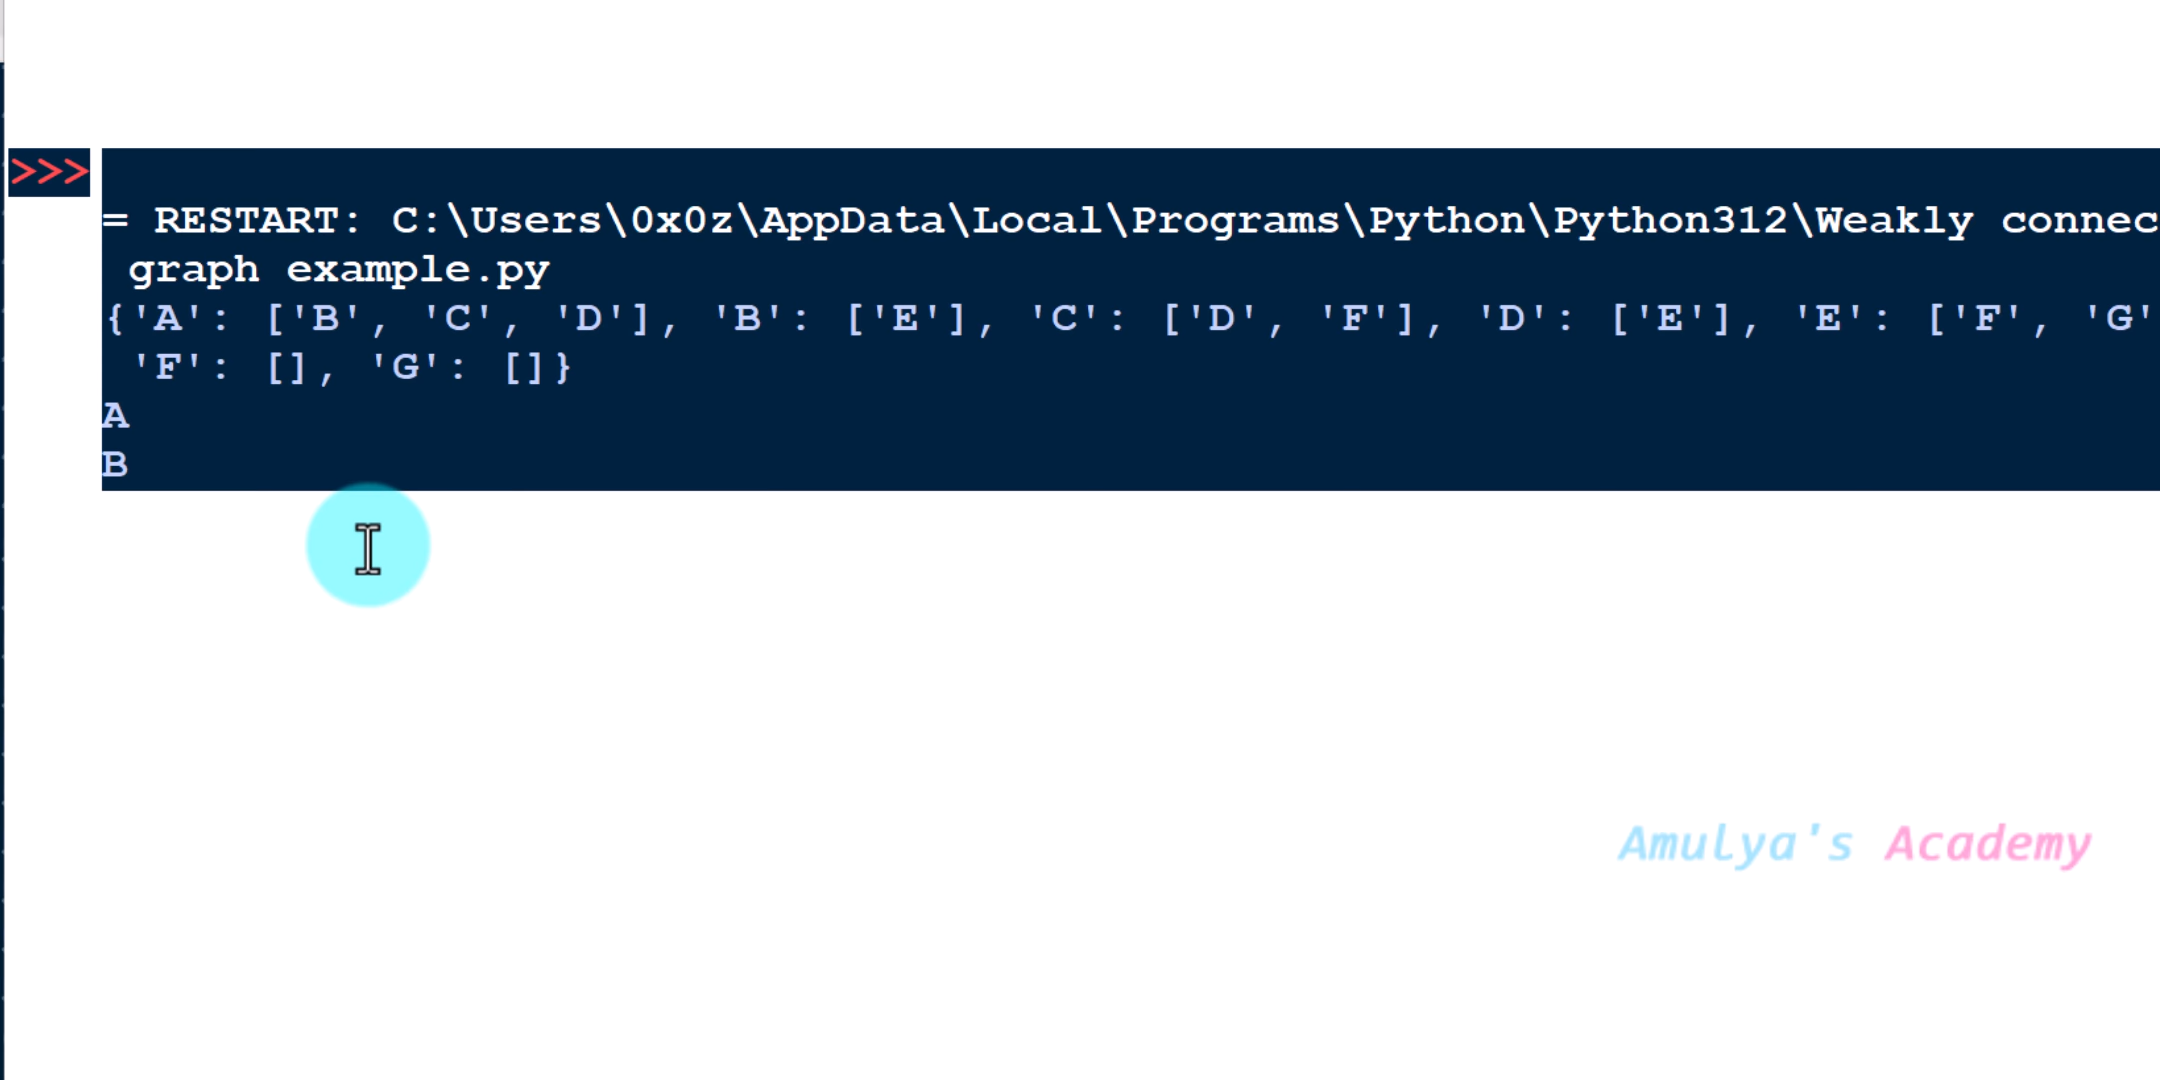 >>>
= RESTART: C:\Users\0x0z\AppData\Local\Programs\Python\Python312\Weakly connec
graph example.py
{'A': ['B', 'C', 'D'], 'B': ['E'], 'C': ['D', 'F'], 'D': ['E'], 'E': ['F', 'G'
'F': [], 'G': []}
A
B
Amulya's Academy